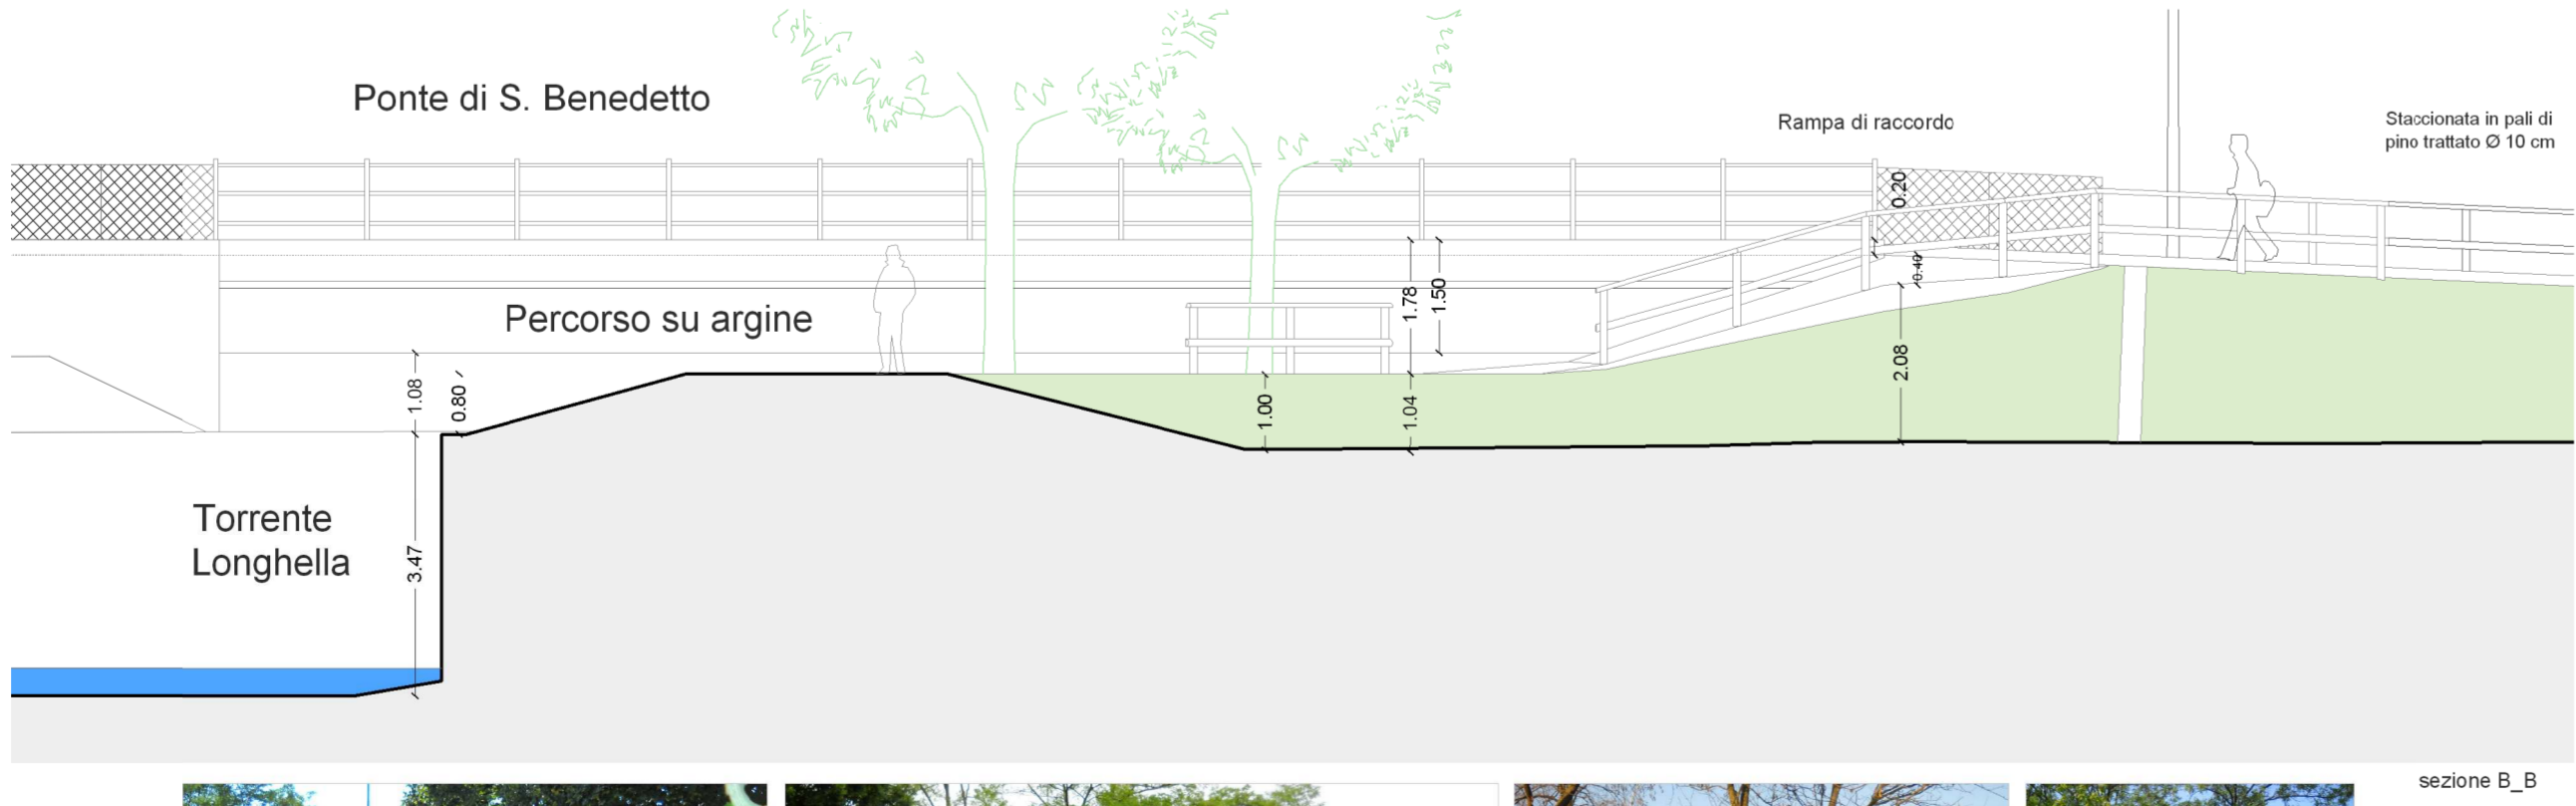 Ponte di S. Benedetto
Rampa di raccordo
Staccionata in pali di
pino trattato Ø 10 cm
0.20
0.40
1.78
1.50
Percorso su argine
2.08
1.08
0.80
1.00
1.04
Torrente
Longhella
3.47
sezione B_B